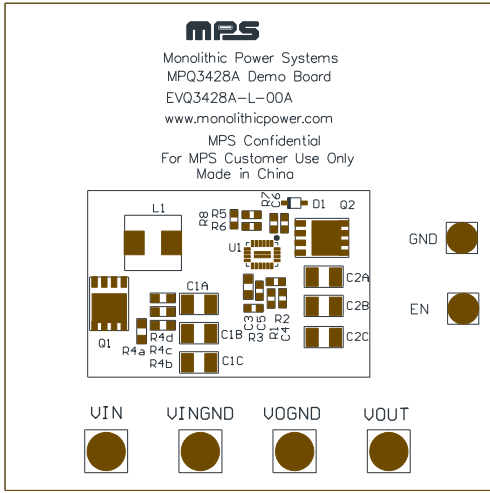 mps
Monolithic Power Systems
MPQ3428A Demo Board
EVQ3428A-L-00A
www.monolithicpower.com
MPS Confidential
For MPS Customer Use Only
Made in China
L1
R8
R5
R6
R7
C6
D1
Q2
U1
GND
C1A
C2A
C2B
EN
Q1
R4a
R4d
R4c
R4b
C1B
C1C
C3
C5
R3
R1
R2
C4
C2C
VIN
VINGND
VOGND
VOUT